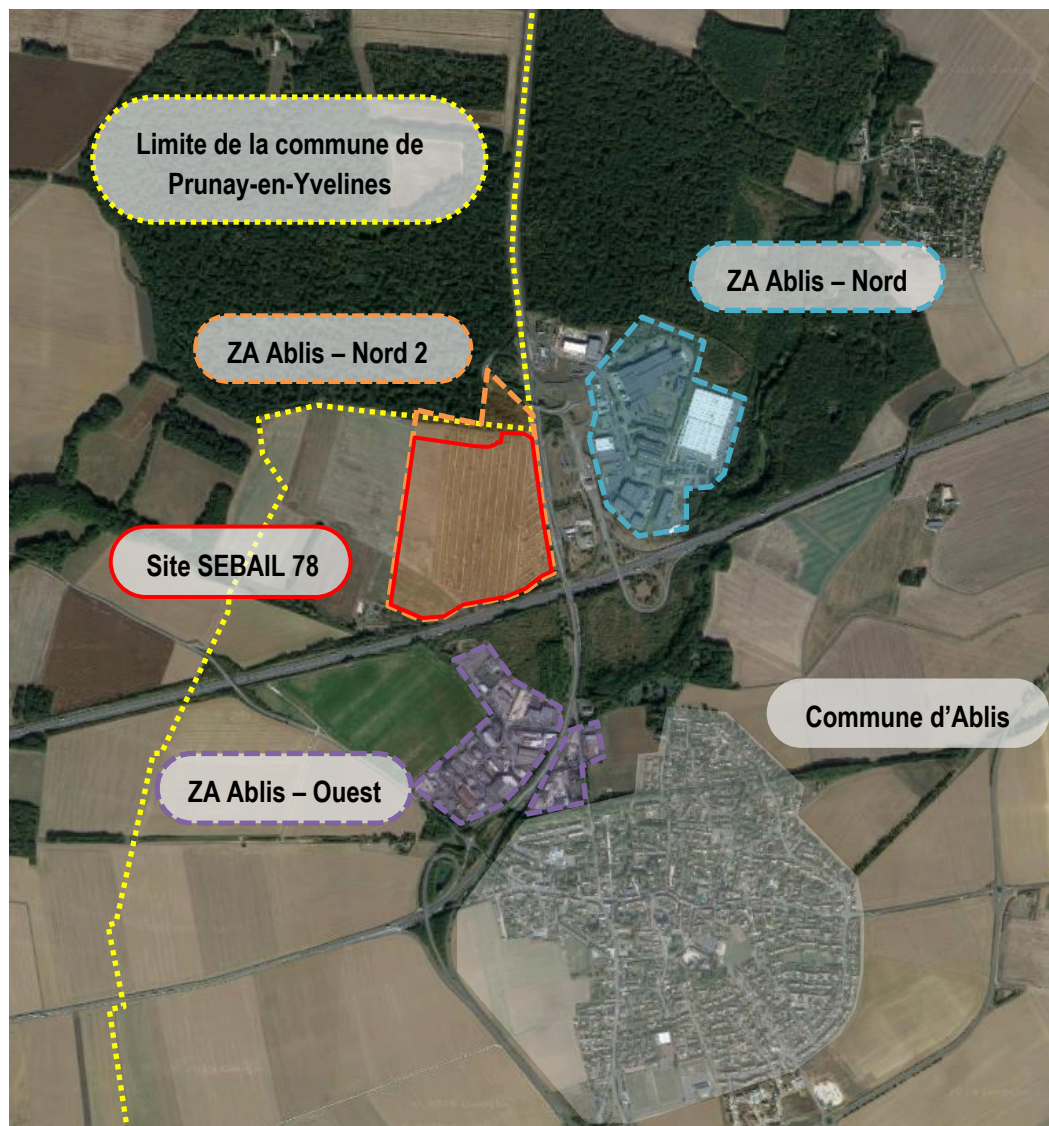 Limite de la commune de
Prunay-en-Yvelines
ZA Ablis – Nord
ZA Ablis – Nord 2
Site SEBAIL 78
Commune d'Ablis
ZA Ablis – Ouest